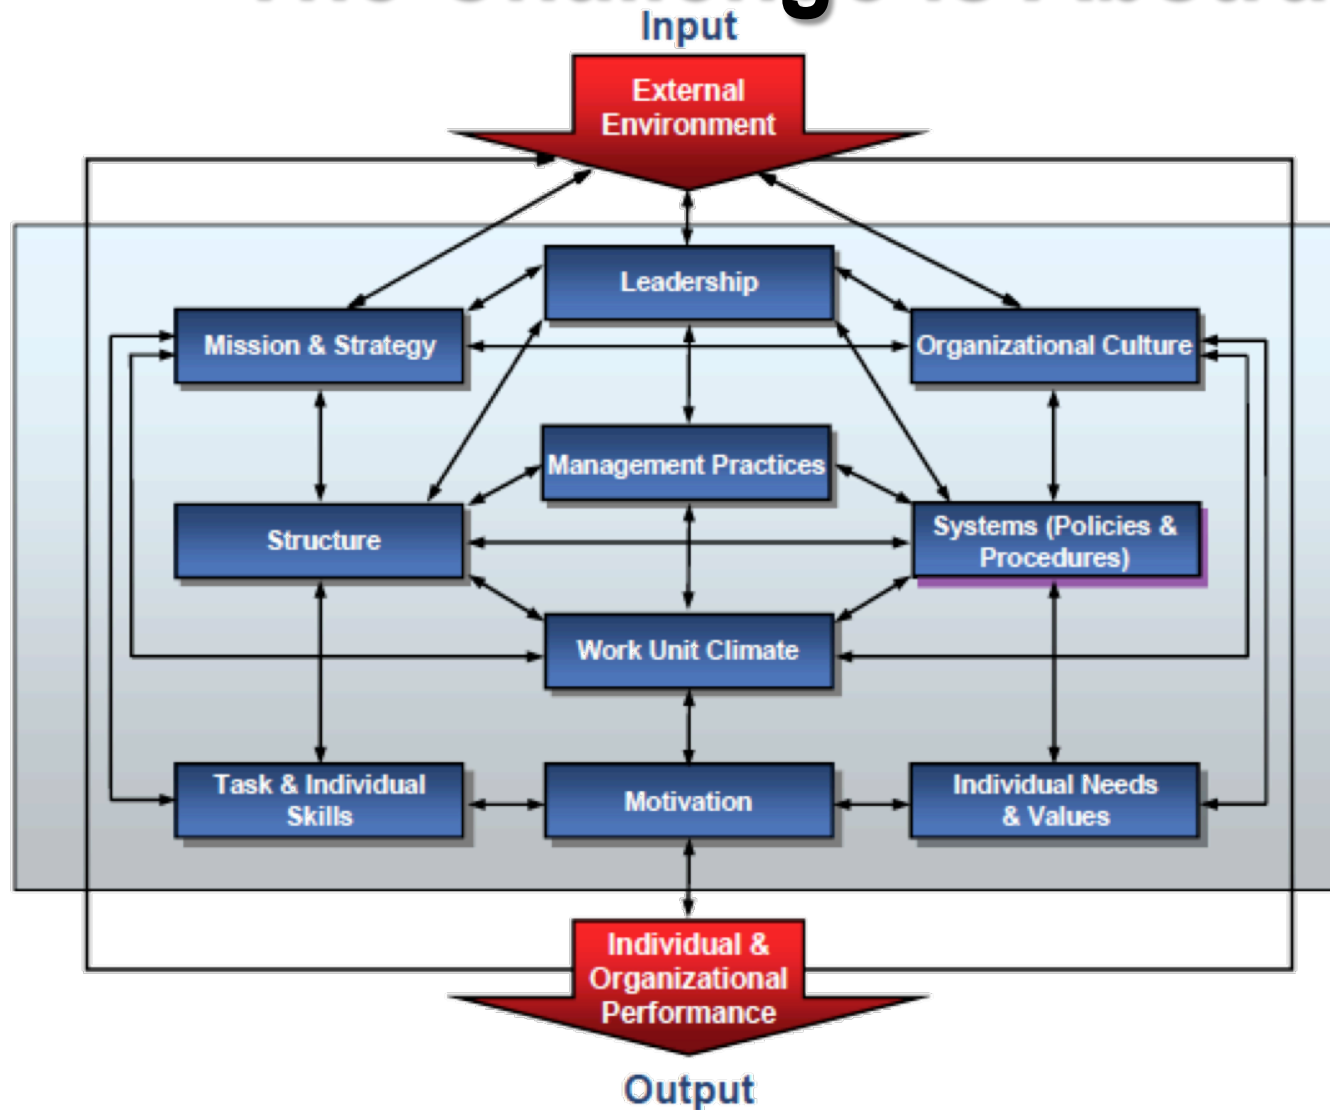 Input
External
Environment
Leadership
Mission & Strategy
Organizational Culture
Management Practices
Structure
Systems (Policies &
Procedures)
Work Unit Climate
Task & Individual
Skills
Motivation
Individual Needs
& Values
Individual &
Organizational
Performance
Output